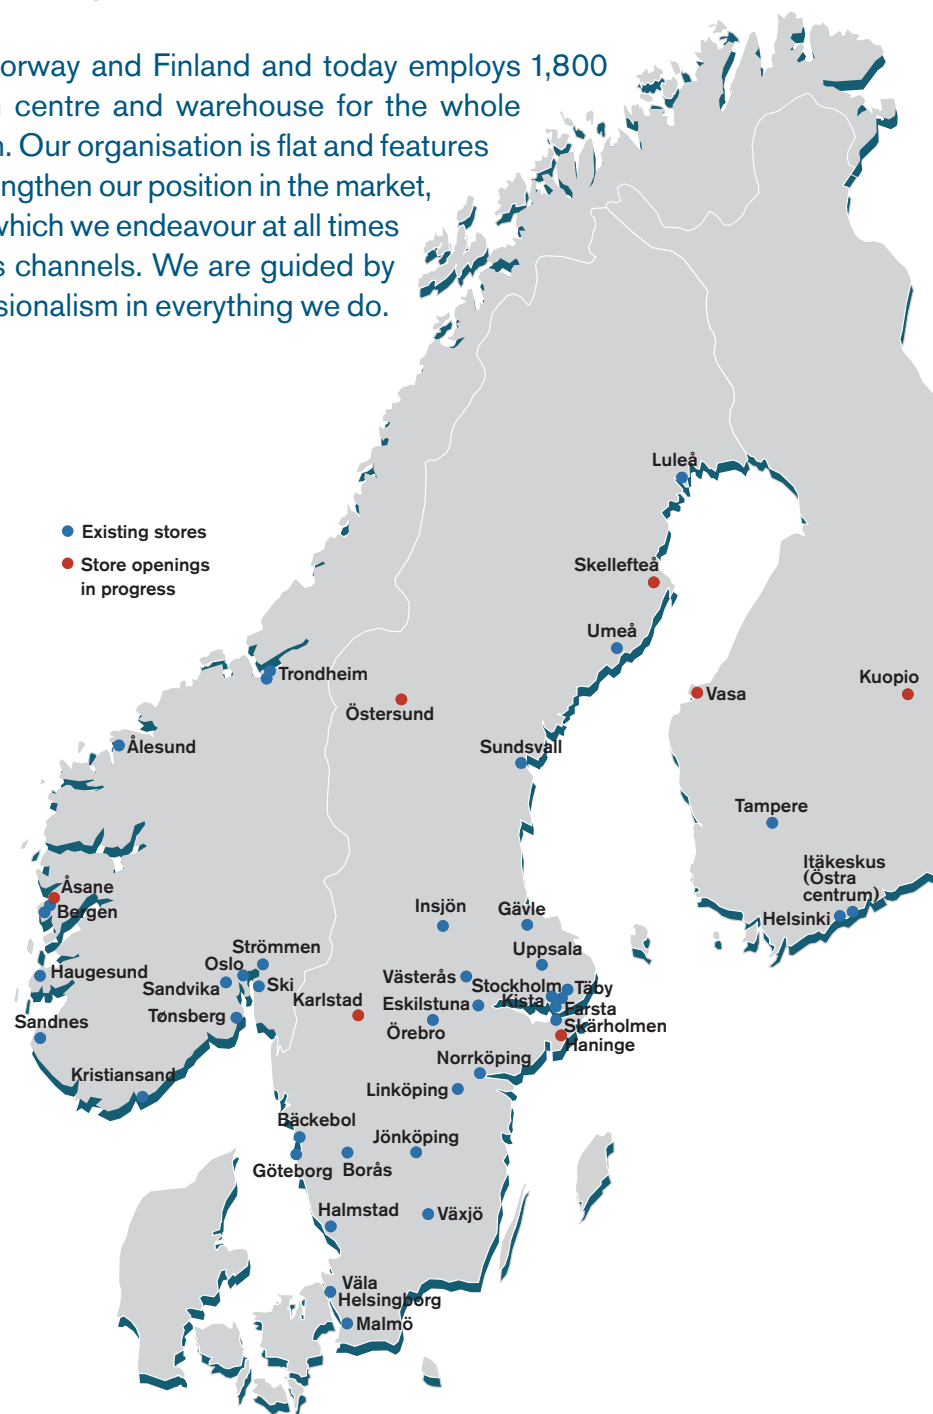 orway and Finland and today employs 1,800
centre and warehouse for the whole
. Our organisation is flat and features
ngthen our position in the market,
which we endeavour at all times
s channels. We are guided by
sionalism in everything we do.
Luleå
Existing stores
Store openings
in progress
Skellefteå
Umeå
Trondheim
Kuopio
Vasa
Östersund
Ålesund
Sundsvall
Tampere
Itäkeskus
(Östra
centrum)
Åsane
Bergen
Insjön
Gävle
Helsinki
Strömmen
Uppsala
Oslo
Haugesund
Västerås
Sandvika
Ski
Stockholm
Täby
Karlstad
Kista
Eskilstuna
Farsta
Tønsberg
Sandnes
Örebro
Skärholmen
Haninge
Norrköping
Kristiansand
Linköping
Bäckebol
Jönköping
Göteborg
Borås
Halmstad
Växjö
Väla
Helsingborg
Malmö